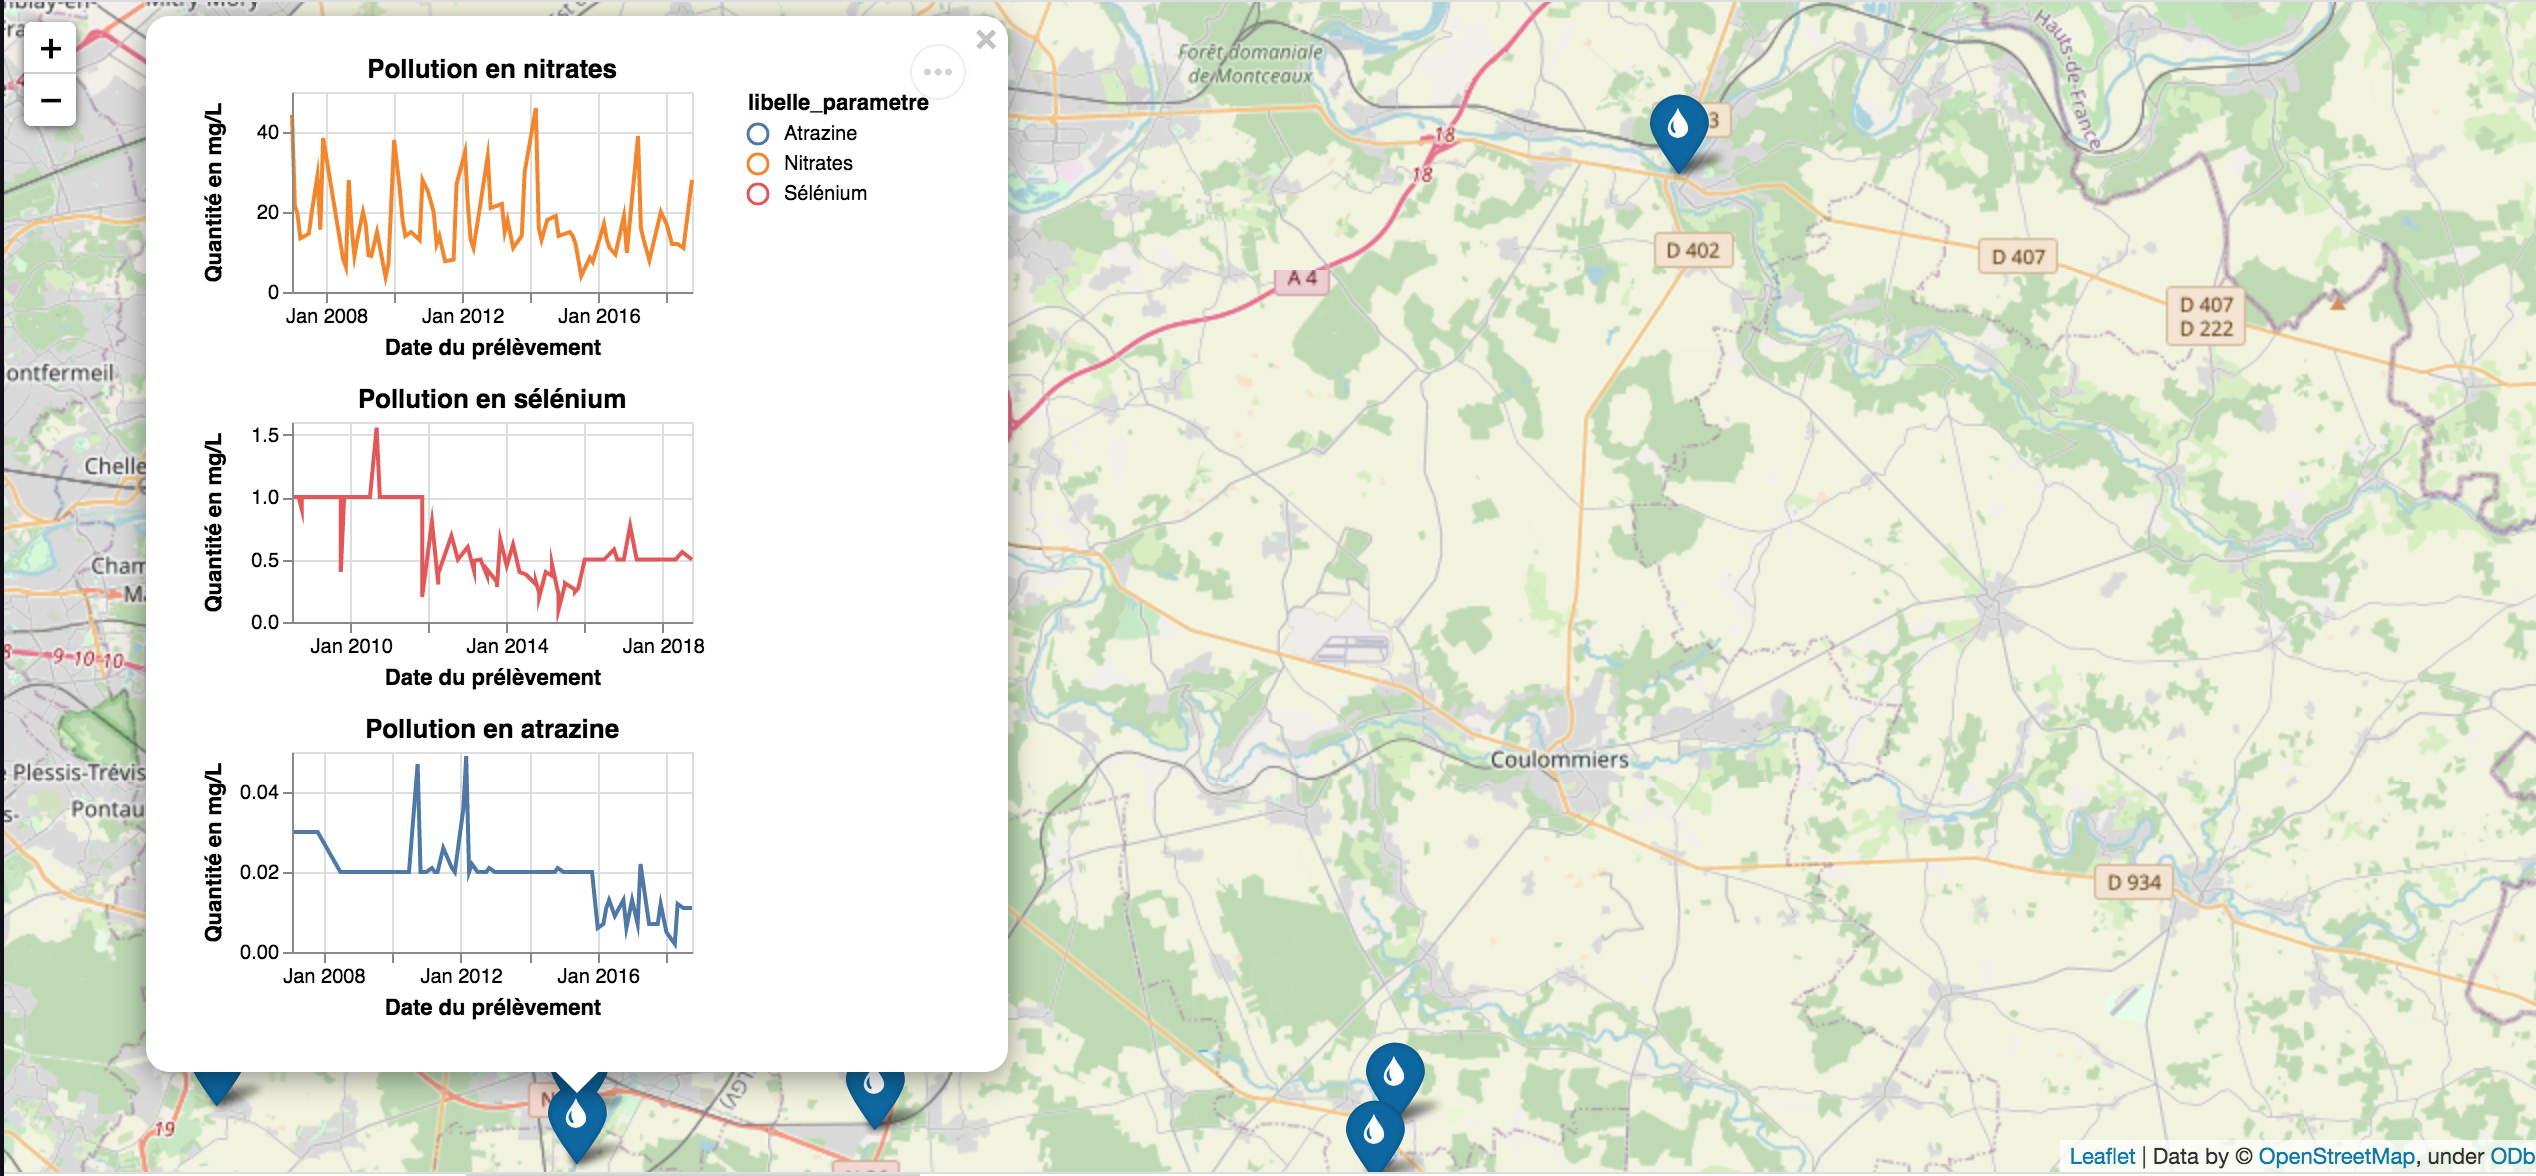 +
−
×
Pollution en nitrates
Quantité en mg/L
40
20
0
Jan 2008 Jan 2012 Jan 2016
Date du prélèvement
libelle_parametre
Atrazine
Nitrates
Sélénium
Pollution en sélénium
Quantité en mg/L
1.5
1.0
0.5
0.0
Jan 2010 Jan 2014 Jan 2018
Date du prélèvement
Pollution en atrazine
Quantité en mg/L
0.04
0.02
0.00
Jan 2008 Jan 2012 Jan 2016
Date du prélèvement
ontfermeil
Chelle
Cham
Ma
9-10-10
Plessis-Trévis
Pontau
19
Forêt domaniale
de Montceaux
Hauts-de-France
18
18
3
A 4
D 402
D 407
D 407
D 222
Coulommiers
D 934
N
LGV)
Leaflet | Data by © OpenStreetMap, under ODb